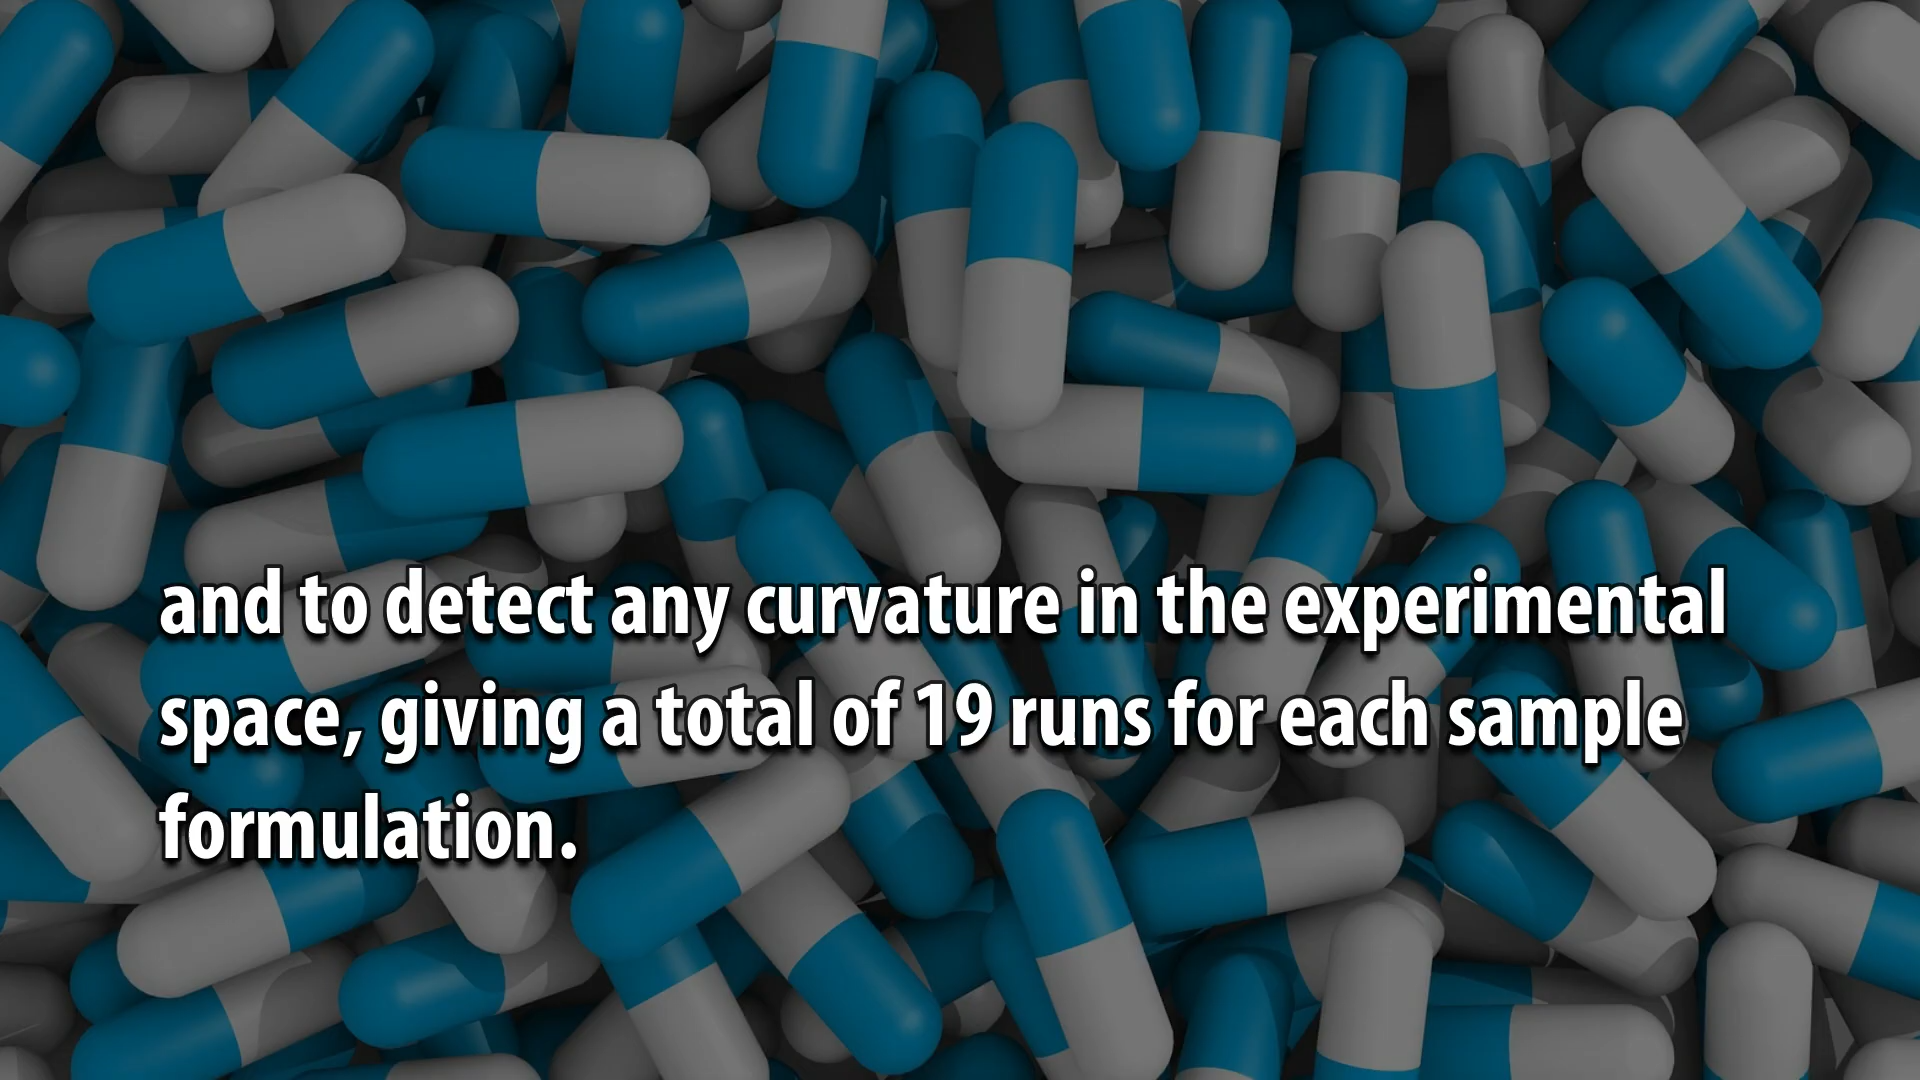 and to detect any curvature in the experimental
space, giving a total of 19 runs for each sample
formulation.